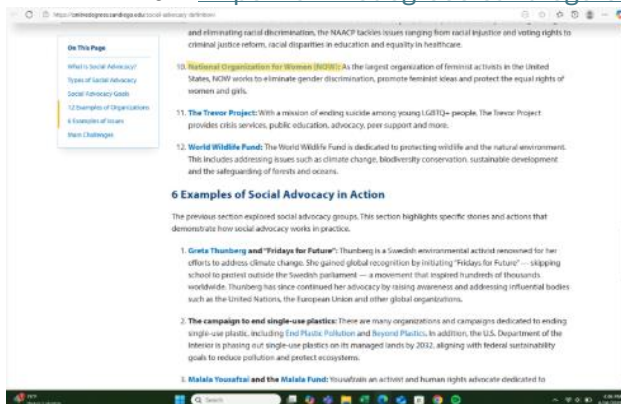 https://onlinedegrees.sandiego.edu/social-advocacy-definition/
and eliminating racial discrimination, the NAACP tackles issues ranging from racial injustice and voting rights to
criminal justice reform, racial disparities in education and equality in healthcare.
On This Page
What is Social Advocacy?
Types of Social Advocacy
Social Advocacy Goals
12 Examples of Organizations
6 Examples of Issues
Main Challenges
10. National Organization for Women (NOW): As the largest organization of feminist activists in the United
States, NOW works to eliminate gender discrimination, promote feminist ideas and protect the equal rights of
women and girls.
11. The Trevor Project: With a mission of ending suicide among young LGBTQ+ people, The Trevor Project
provides crisis services, public education, advocacy, peer support and more.
12. World Wildlife Fund: The World Wildlife Fund is dedicated to protecting wildlife and the natural environment.
This includes addressing issues such as climate change, biodiversity conservation, sustainable development
and the safeguarding of forests and oceans.
6 Examples of Social Advocacy in Action
The previous section explored social advocacy groups. This section highlights specific stories and actions that
demonstrate how social advocacy works in practice.
1. Greta Thunberg and "Fridays for Future": Thunberg is a Swedish environmental activist renowned for her
efforts to address climate change. She gained global recognition by initiating "Fridays for Future" — skipping
school to protest outside the Swedish parliament — a movement that inspired hundreds of thousands
worldwide. Thunberg has since continued her advocacy by raising awareness and addressing influential bodies
such as the United Nations, the European Union and other global organizations.
2. The campaign to end single-use plastics: There are many organizations and campaigns dedicated to ending
single-use plastic, including End Plastic Pollution and Beyond Plastics. In addition, the U.S. Department of the
Interior is phasing out single-use plastics on its managed lands by 2032, aligning with federal sustainability
goals to reduce pollution and protect ecosystems.
3. Malala Yousafzai and the Malala Fund: Yousafzai an activist and human rights advocate dedicated to
Search